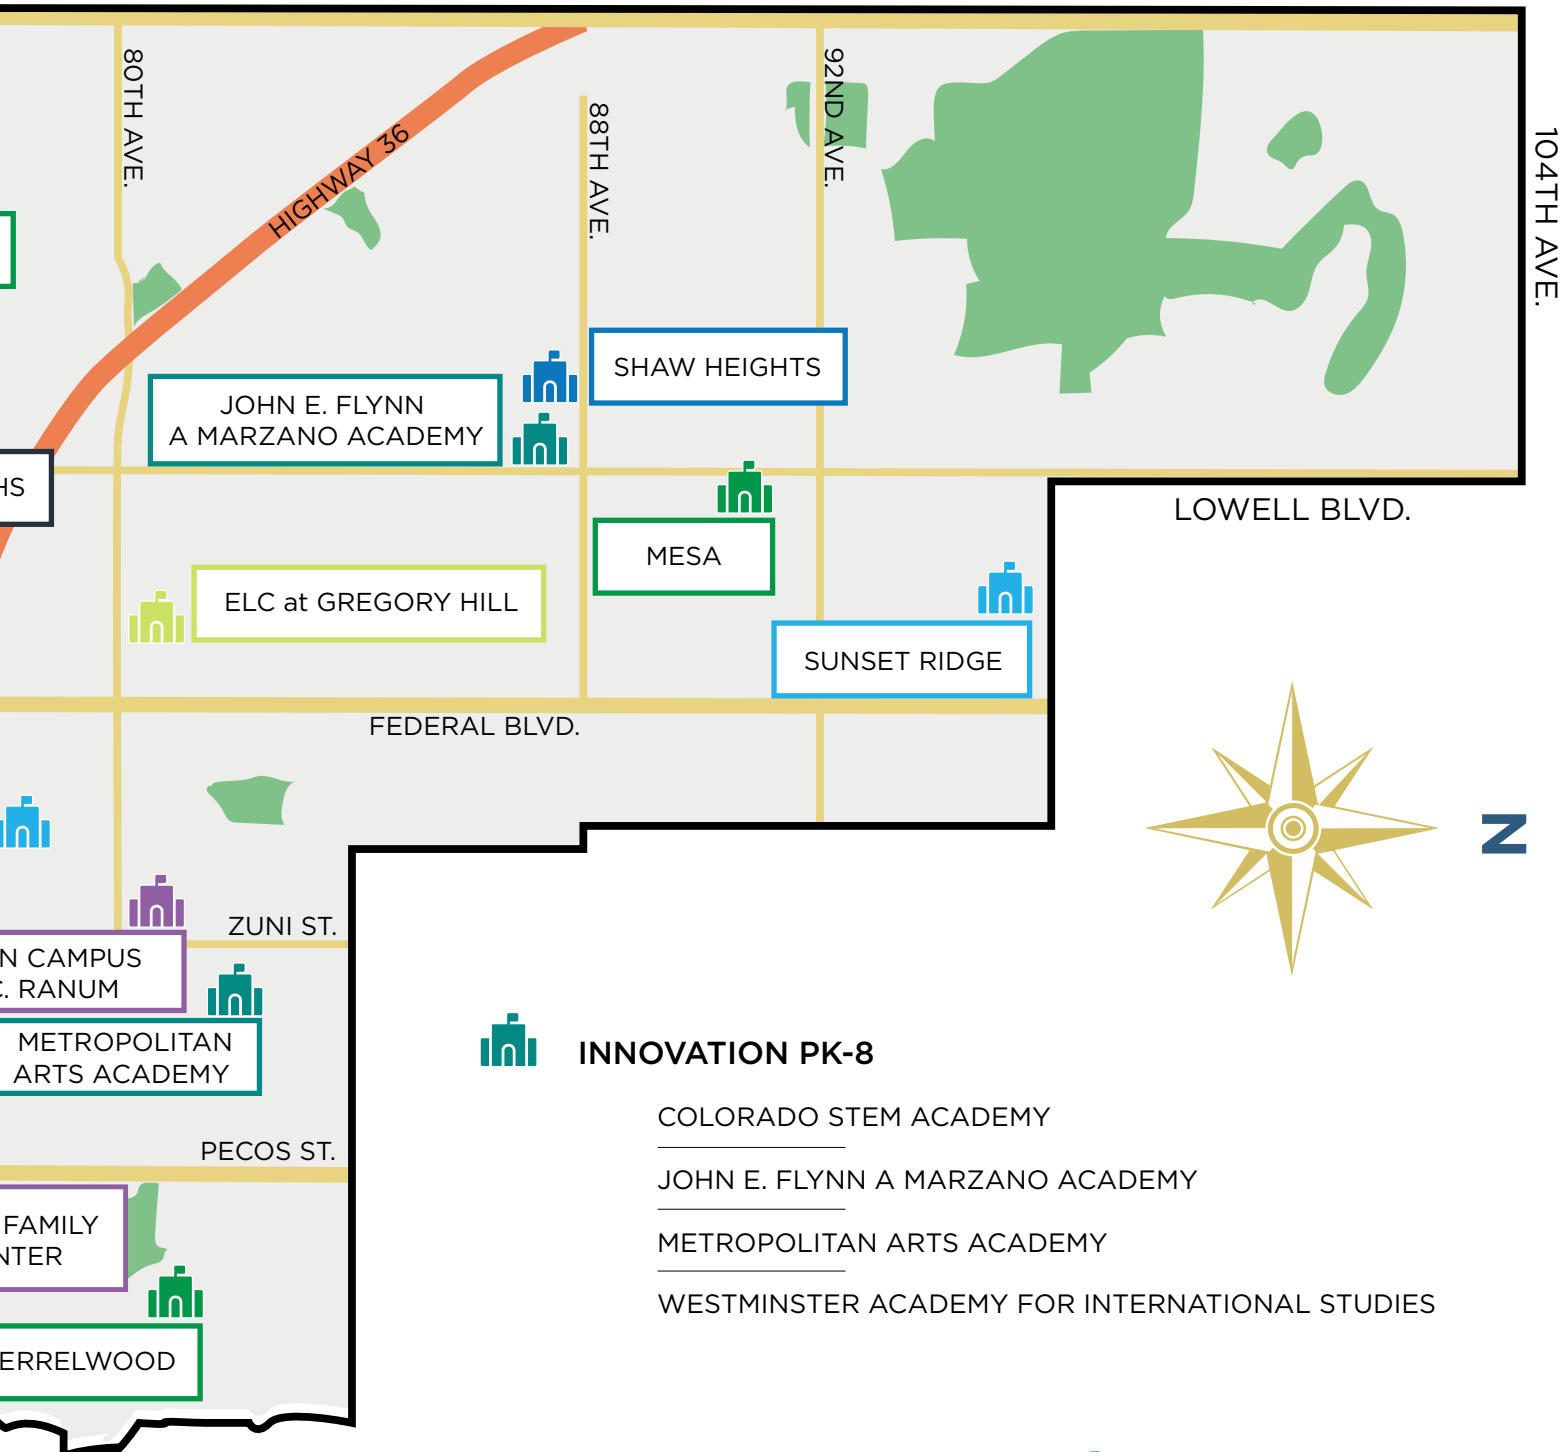 80TH AVE.
HIGHWAY 36
88TH AVE.
92ND AVE.
104TH AVE.
SHAW HEIGHTS
JOHN E. FLYNN
A MARZANO ACADEMY
HS
LOWELL BLVD.
MESA
ELC at GREGORY HILL
SUNSET RIDGE
FEDERAL BLVD.
N
ZUNI ST.
N CAMPUS
C. RANUM
METROPOLITAN
ARTS ACADEMY
INNOVATION PK-8
COLORADO STEM ACADEMY
PECOS ST.
JOHN E. FLYNN A MARZANO ACADEMY
FAMILY
NTER
METROPOLITAN ARTS ACADEMY
WESTMINSTER ACADEMY FOR INTERNATIONAL STUDIES
ERRELWOOD